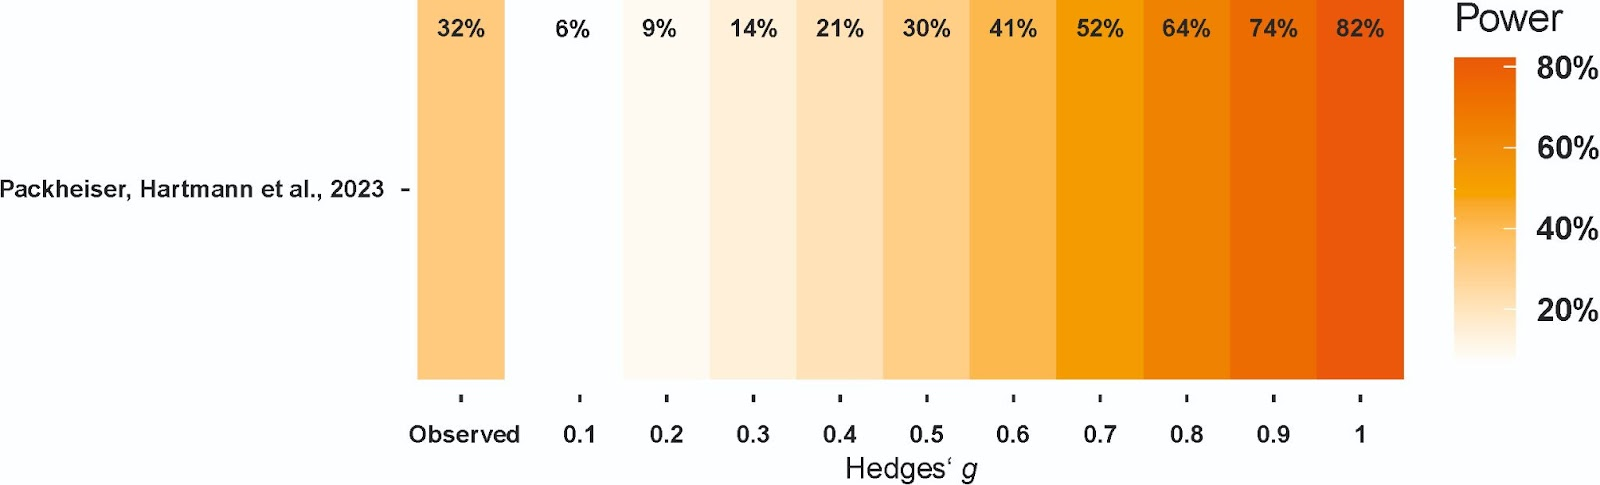 32% 6% 9% 14% 21% 30% 41% 52% 64% 74% 82%
Packheiser, Hartmann et al., 2023
Observed 0.1 0.2 0.3 0.4 0.5 0.6 0.7 0.8 0.9 1
Hedges‘ g
Power
80%
60%
40%
20%